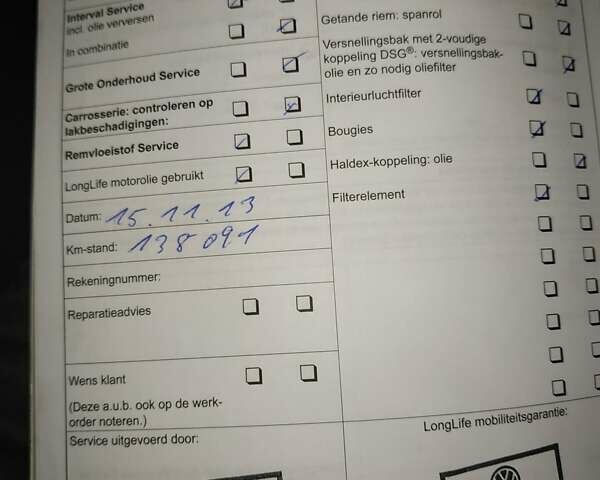 Interval Service
incl. olie verversen
In combinatie
Grote Onderhoud Service
Carrosserie: controleren op
lakbeschadigingen:
Remvloeistof Service
LongLife motorolie gebruikt
Datum: 15.11.13
Km-stand: 138 091
Rekeningnummer:
Reparatieadvies
Wens klant
(Deze a.u.b. ook op de werk-
order noteren.)
Service uitgevoerd door:
Getande riem: spanrol
Versnellingsbak met 2-voudige
koppeling DSG®: versnellingsbak-
olie en zo nodig oliefilter
Interieurluchtfilter
Bougies
Haldex-koppeling: olie
Filterelement
LongLife mobiliteitsgarantie: